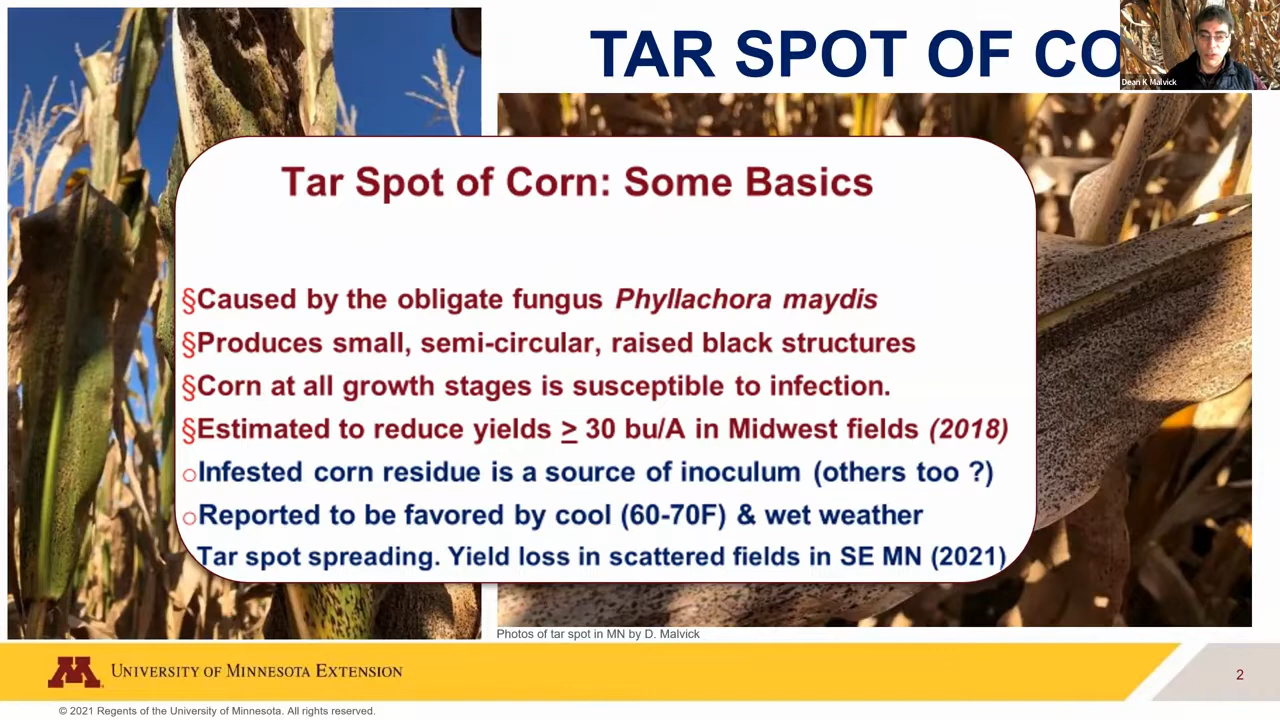 TAR SPOT OF CO
Dean K Malvick
Tar Spot of Corn: Some Basics
§Caused by the obligate fungus Phyllachora maydis
§Produces small, semi-circular, raised black structures
§Corn at all growth stages is susceptible to infection.
§Estimated to reduce yields ≥ 30 bu/A in Midwest fields (2018)
○Infested corn residue is a source of inoculum (others too ?)
○Reported to be favored by cool (60-70F) & wet weather
Tar spot spreading. Yield loss in scattered fields in SE MN (2021)
Photos of tar spot in MN by D. Malvick
M UNIVERSITY OF MINNESOTA EXTENSION
2
© 2021 Regents of the University of Minnesota. All rights reserved.